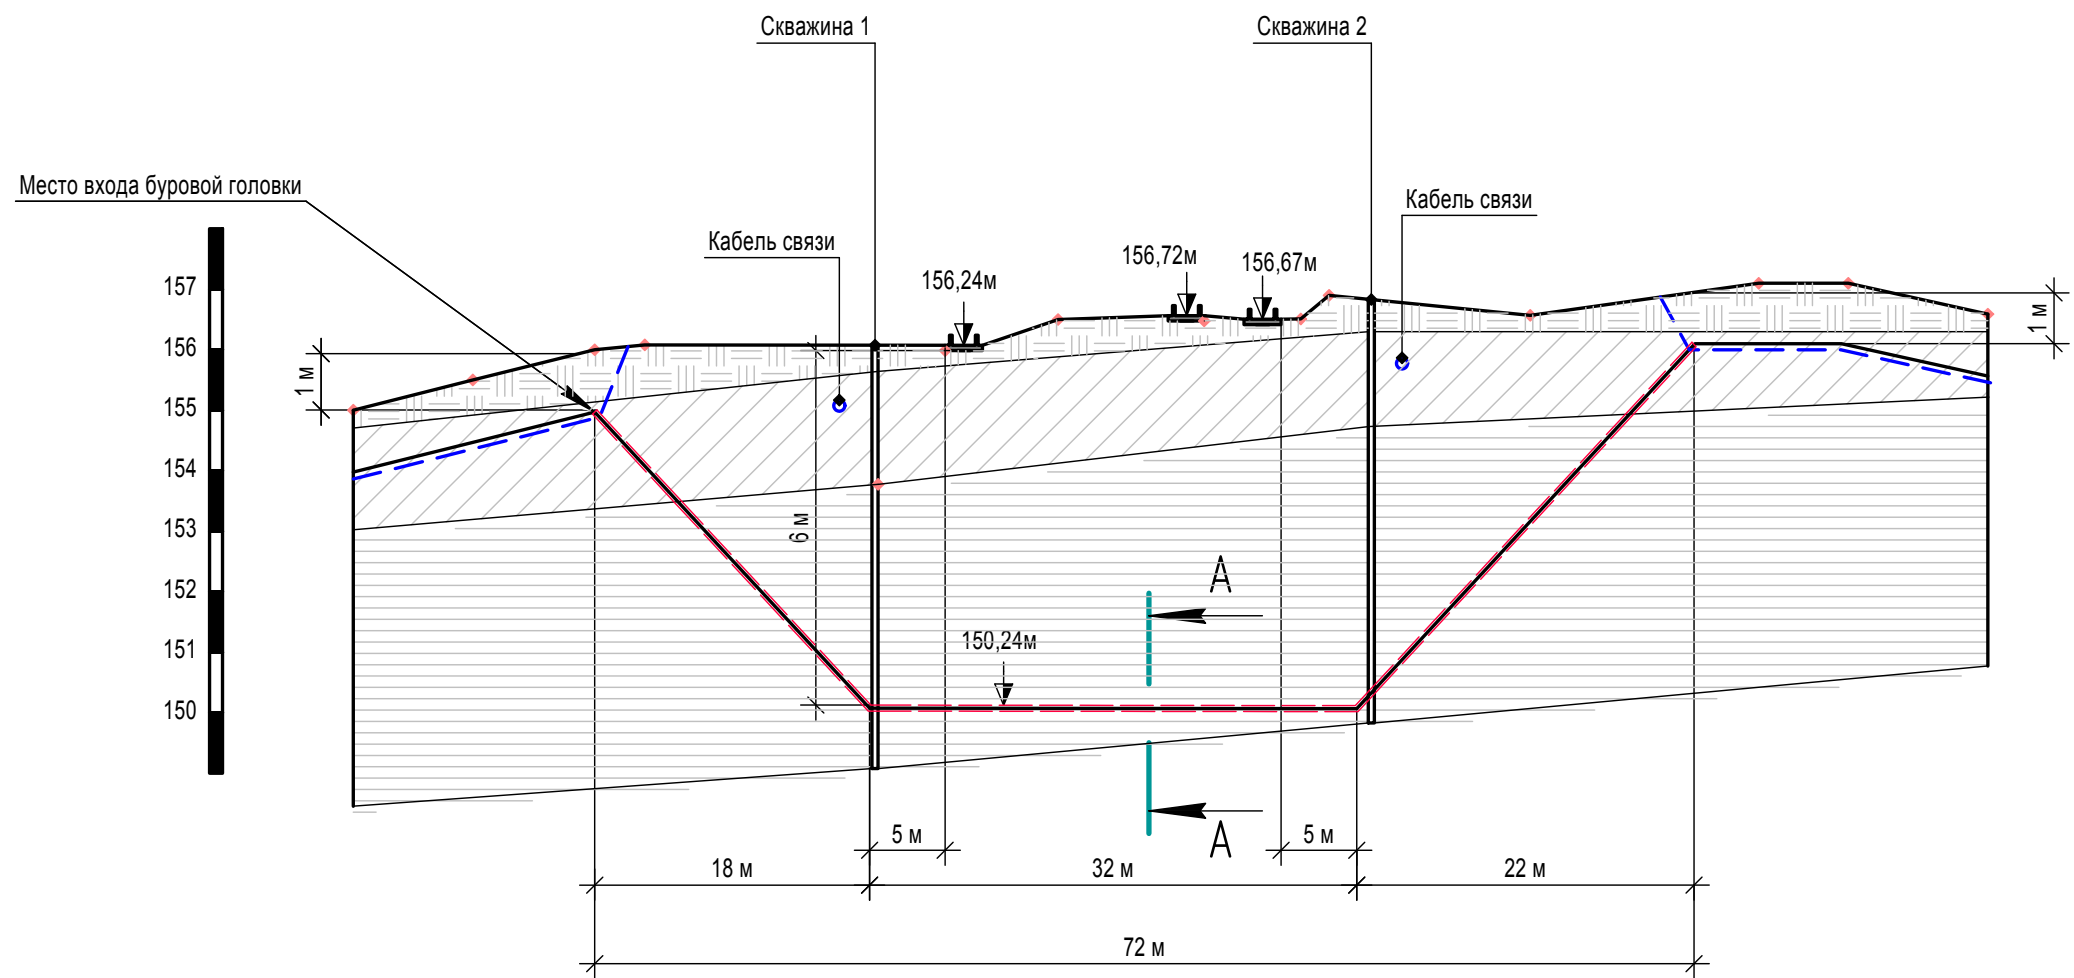 Скважина 1
Скважина 2
Место входа буровой головки
Кабель связи
Кабель связи
156,24м
156,72м
156,67м
157
156
155
154
153
152
151
150
1 м
1 м
6 м
А
150,24м
А
5 м
5 м
18 м
32 м
22 м
72 м